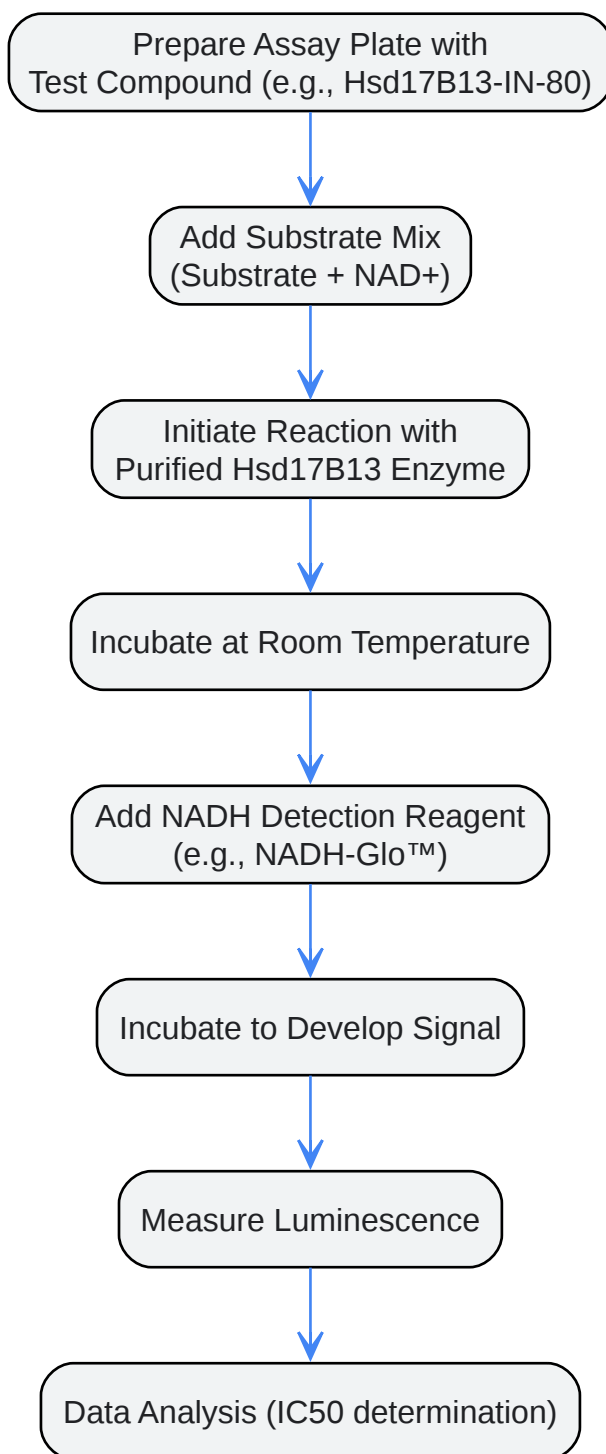 Prepare Assay Plate with
Test Compound (e.g., Hsd17B13-IN-80)
Add Substrate Mix
(Substrate + NAD+)
Initiate Reaction with
Purified Hsd17B13 Enzyme
Incubate at Room Temperature
Add NADH Detection Reagent
(e.g., NADH-Glo™)
Incubate to Develop Signal
Measure Luminescence
Data Analysis (IC50 determination)